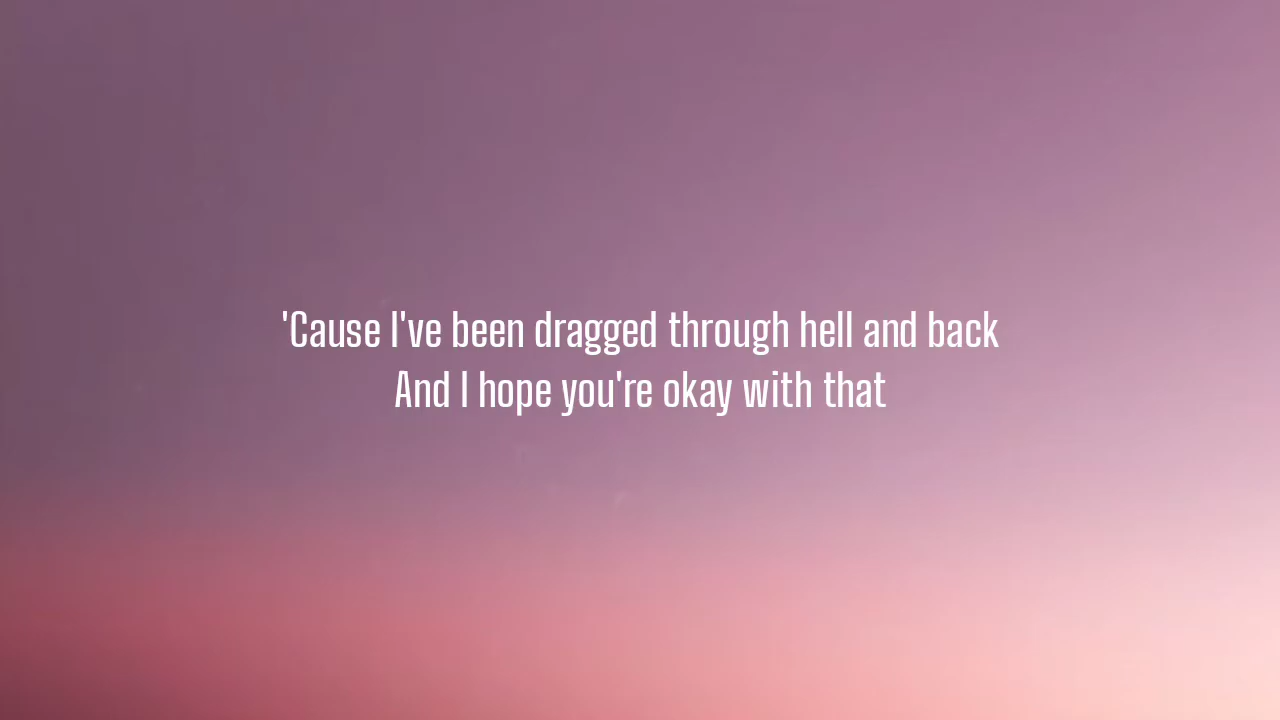 'Cause I've been dragged through hell and back
And I hope you're okay with that